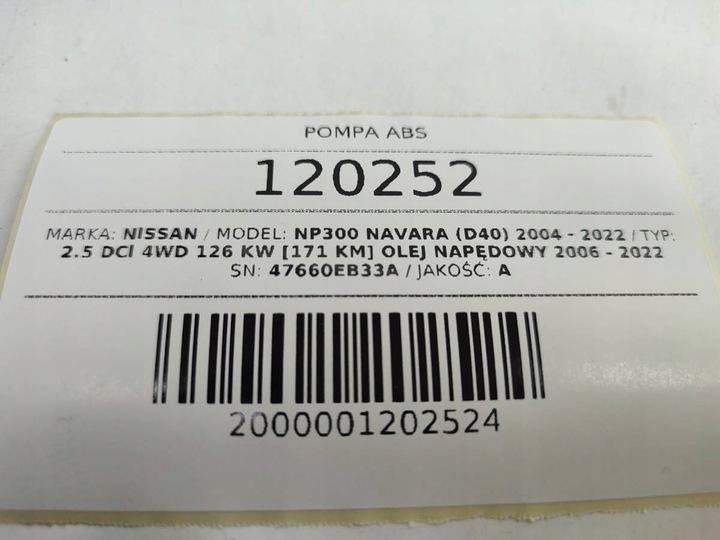 POMPA ABS
120252
MARKA: NISSAN / MODEL: NP300 NAVARA (D40) 2004 - 2022 / TYP:
2.5 DCI 4WD 126 KW [171 KM] OLEJ NAPĘDOWY 2006 - 2022
SN: 47660EB33A / JAKOŚĆ: A
2000001202524